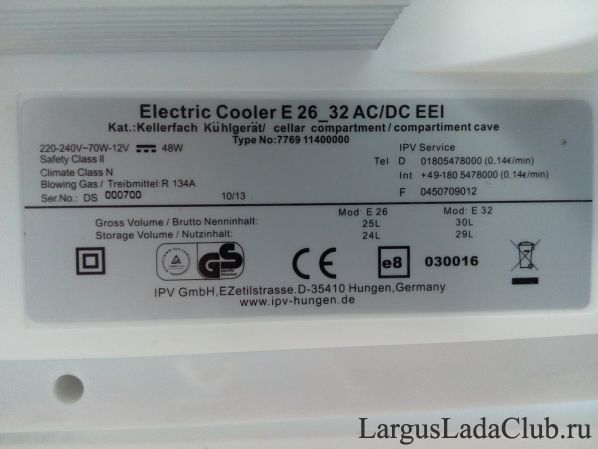 Electric Cooler E 26_32 AC/DC EEI
Kat.:Kellerfach Kühlgerät/ cellar compartment/ compartiment cave
Type No:7769 11400000
220-240V~70W-12V ⎓ 48W
Safety Class II
Climate Class N
Blowing Gas / Treibmittel:R 134A
Ser.No.: DS 000700 10/13
IPV Service
Tel D 01805478000 (0,14€/min)
Int +49-180 5478000 (0,14€/min)
F 0450709012
Mod: E 26 Mod: E 32
Gross Volume / Brutto Nenninhalt: 25L 30L
Storage Volume / Nutzinhalt: 24L 29L
GS CE e8 030016
IPV GmbH,EZetilstrasse.D-35410 Hungen,Germany
www.ipv-hungen.de
LargusLadaClub.ru